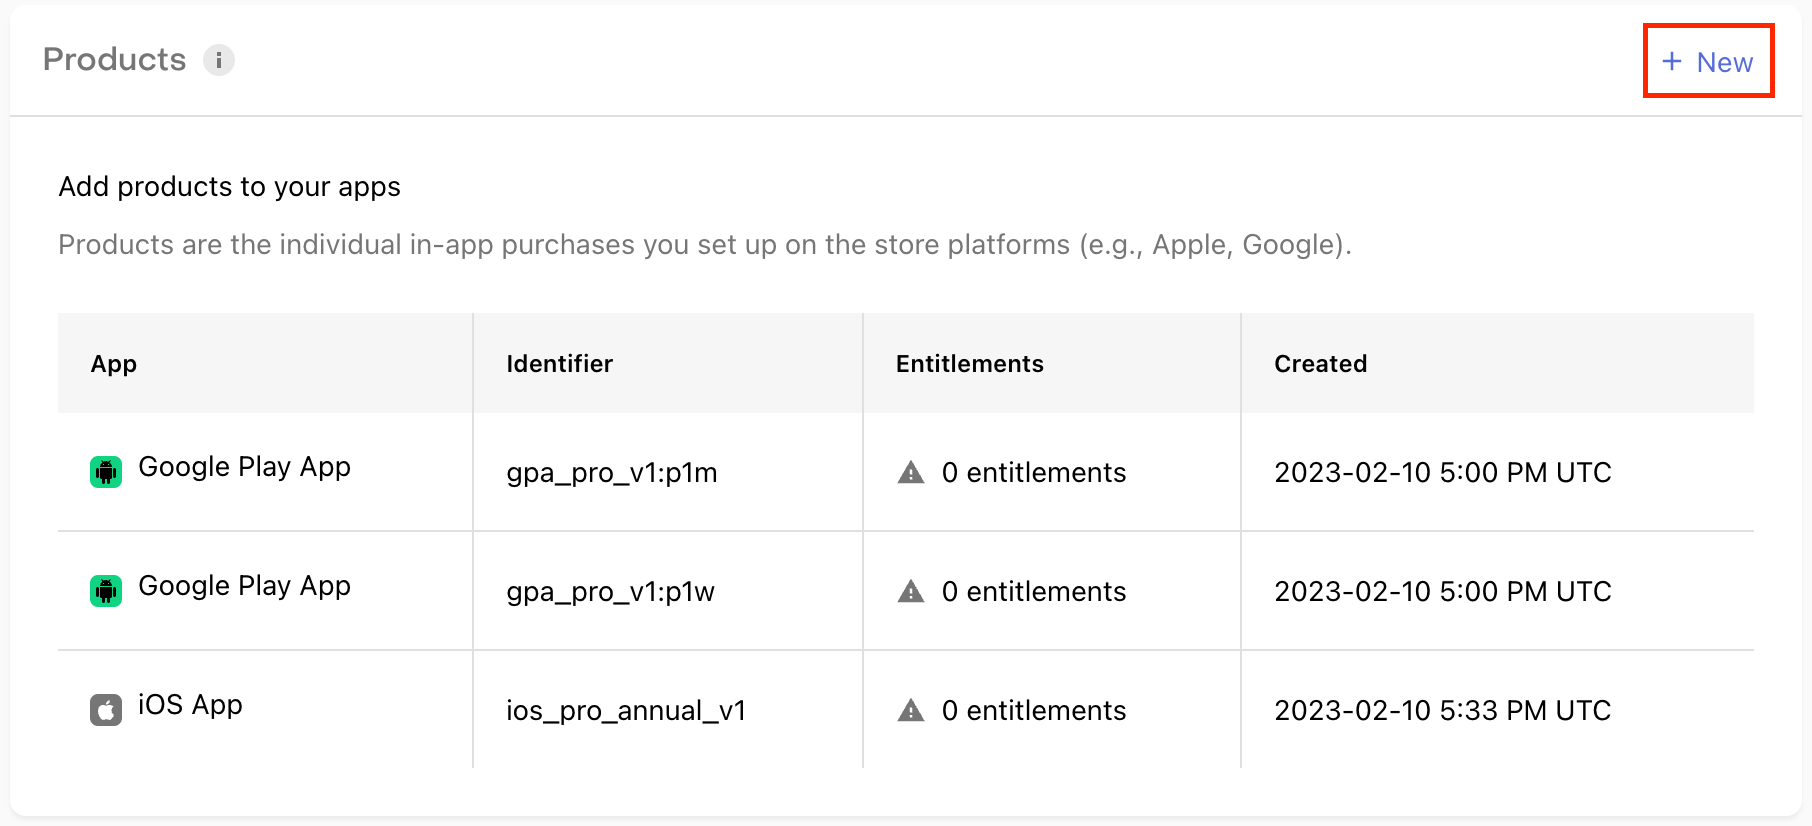 Products i
+ New
Add products to your apps
Products are the individual in-app purchases you set up on the store platforms (e.g., Apple, Google).
App Identifier Entitlements Created
Google Play App gpa_pro_v1:p1m 0 entitlements 2023-02-10 5:00 PM UTC
Google Play App gpa_pro_v1:p1w 0 entitlements 2023-02-10 5:00 PM UTC
iOS App ios_pro_annual_v1 0 entitlements 2023-02-10 5:33 PM UTC